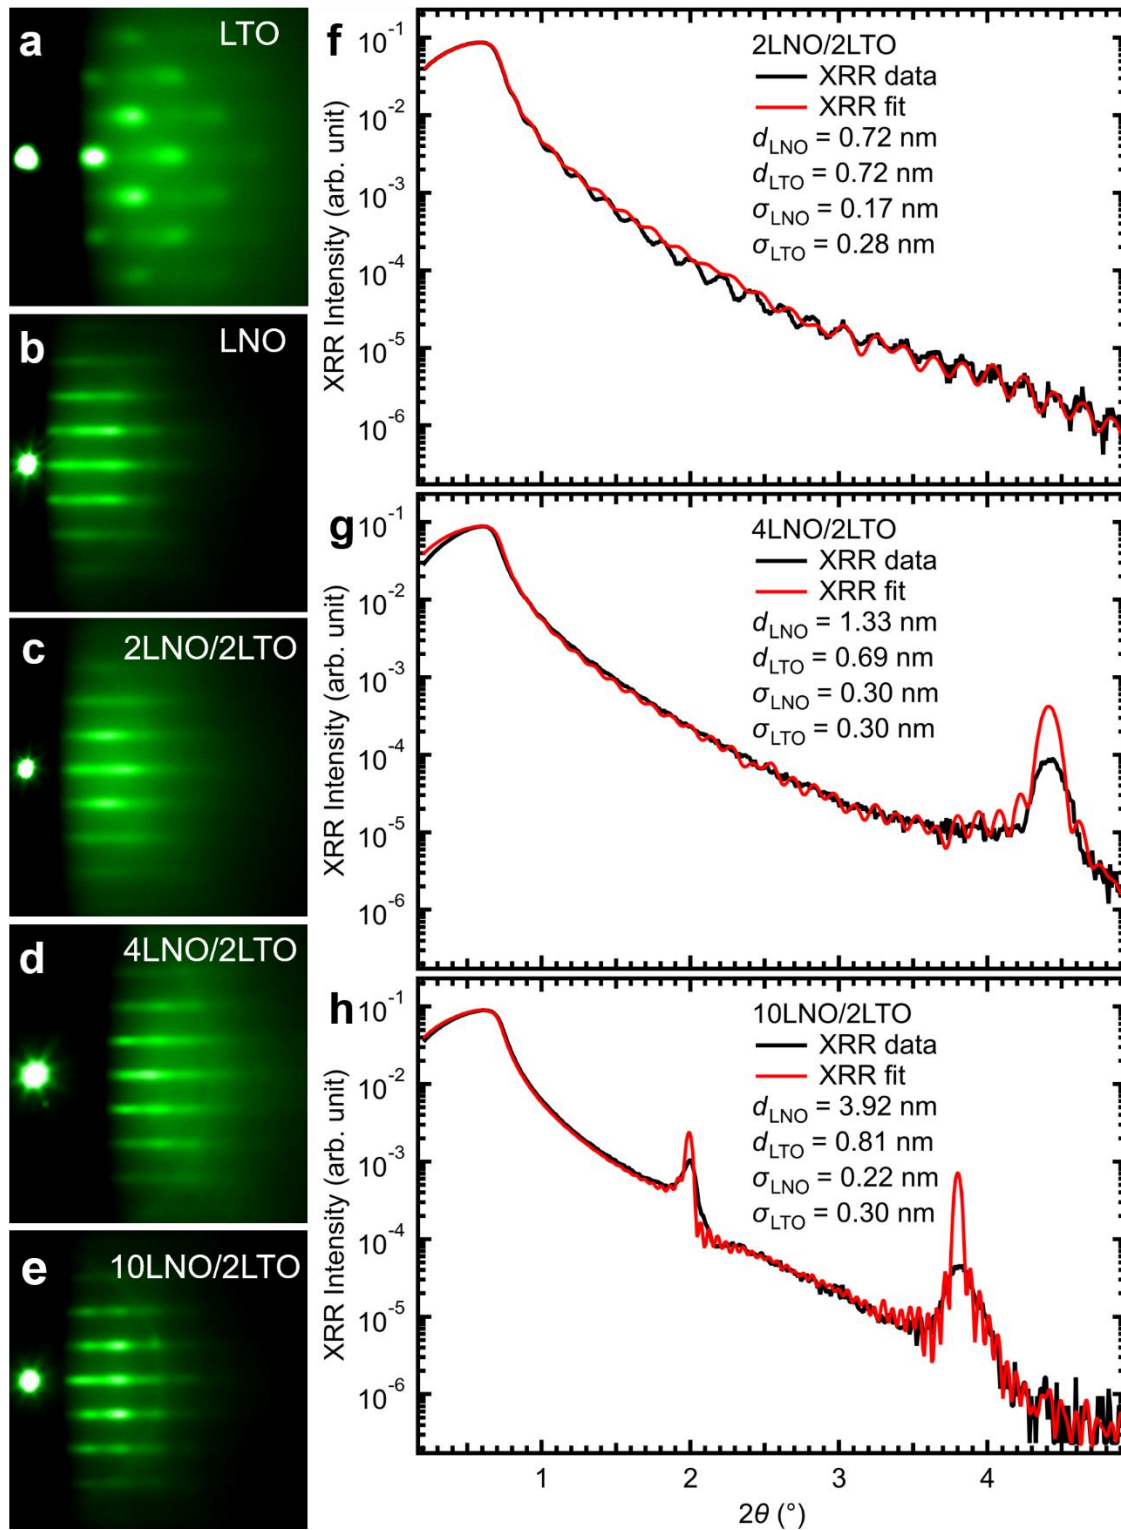 a
LTO
b
LNO
c
2LNO/2LTO
d
4LNO/2LTO
e
10LNO/2LTO
f
XRR Intensity (arb. unit)
10⁻¹
10⁻²
10⁻³
10⁻⁴
10⁻⁵
10⁻⁶
2LNO/2LTO
XRR data
XRR fit
d_LNO = 0.72 nm
d_LTO = 0.72 nm
σ_LNO = 0.17 nm
σ_LTO = 0.28 nm
g
XRR Intensity (arb. unit)
10⁻¹
10⁻²
10⁻³
10⁻⁴
10⁻⁵
10⁻⁶
4LNO/2LTO
XRR data
XRR fit
d_LNO = 1.33 nm
d_LTO = 0.69 nm
σ_LNO = 0.30 nm
σ_LTO = 0.30 nm
h
XRR Intensity (arb. unit)
10⁻¹
10⁻²
10⁻³
10⁻⁴
10⁻⁵
10⁻⁶
10LNO/2LTO
XRR data
XRR fit
d_LNO = 3.92 nm
d_LTO = 0.81 nm
σ_LNO = 0.22 nm
σ_LTO = 0.30 nm
1 2 3 4
2θ (°)